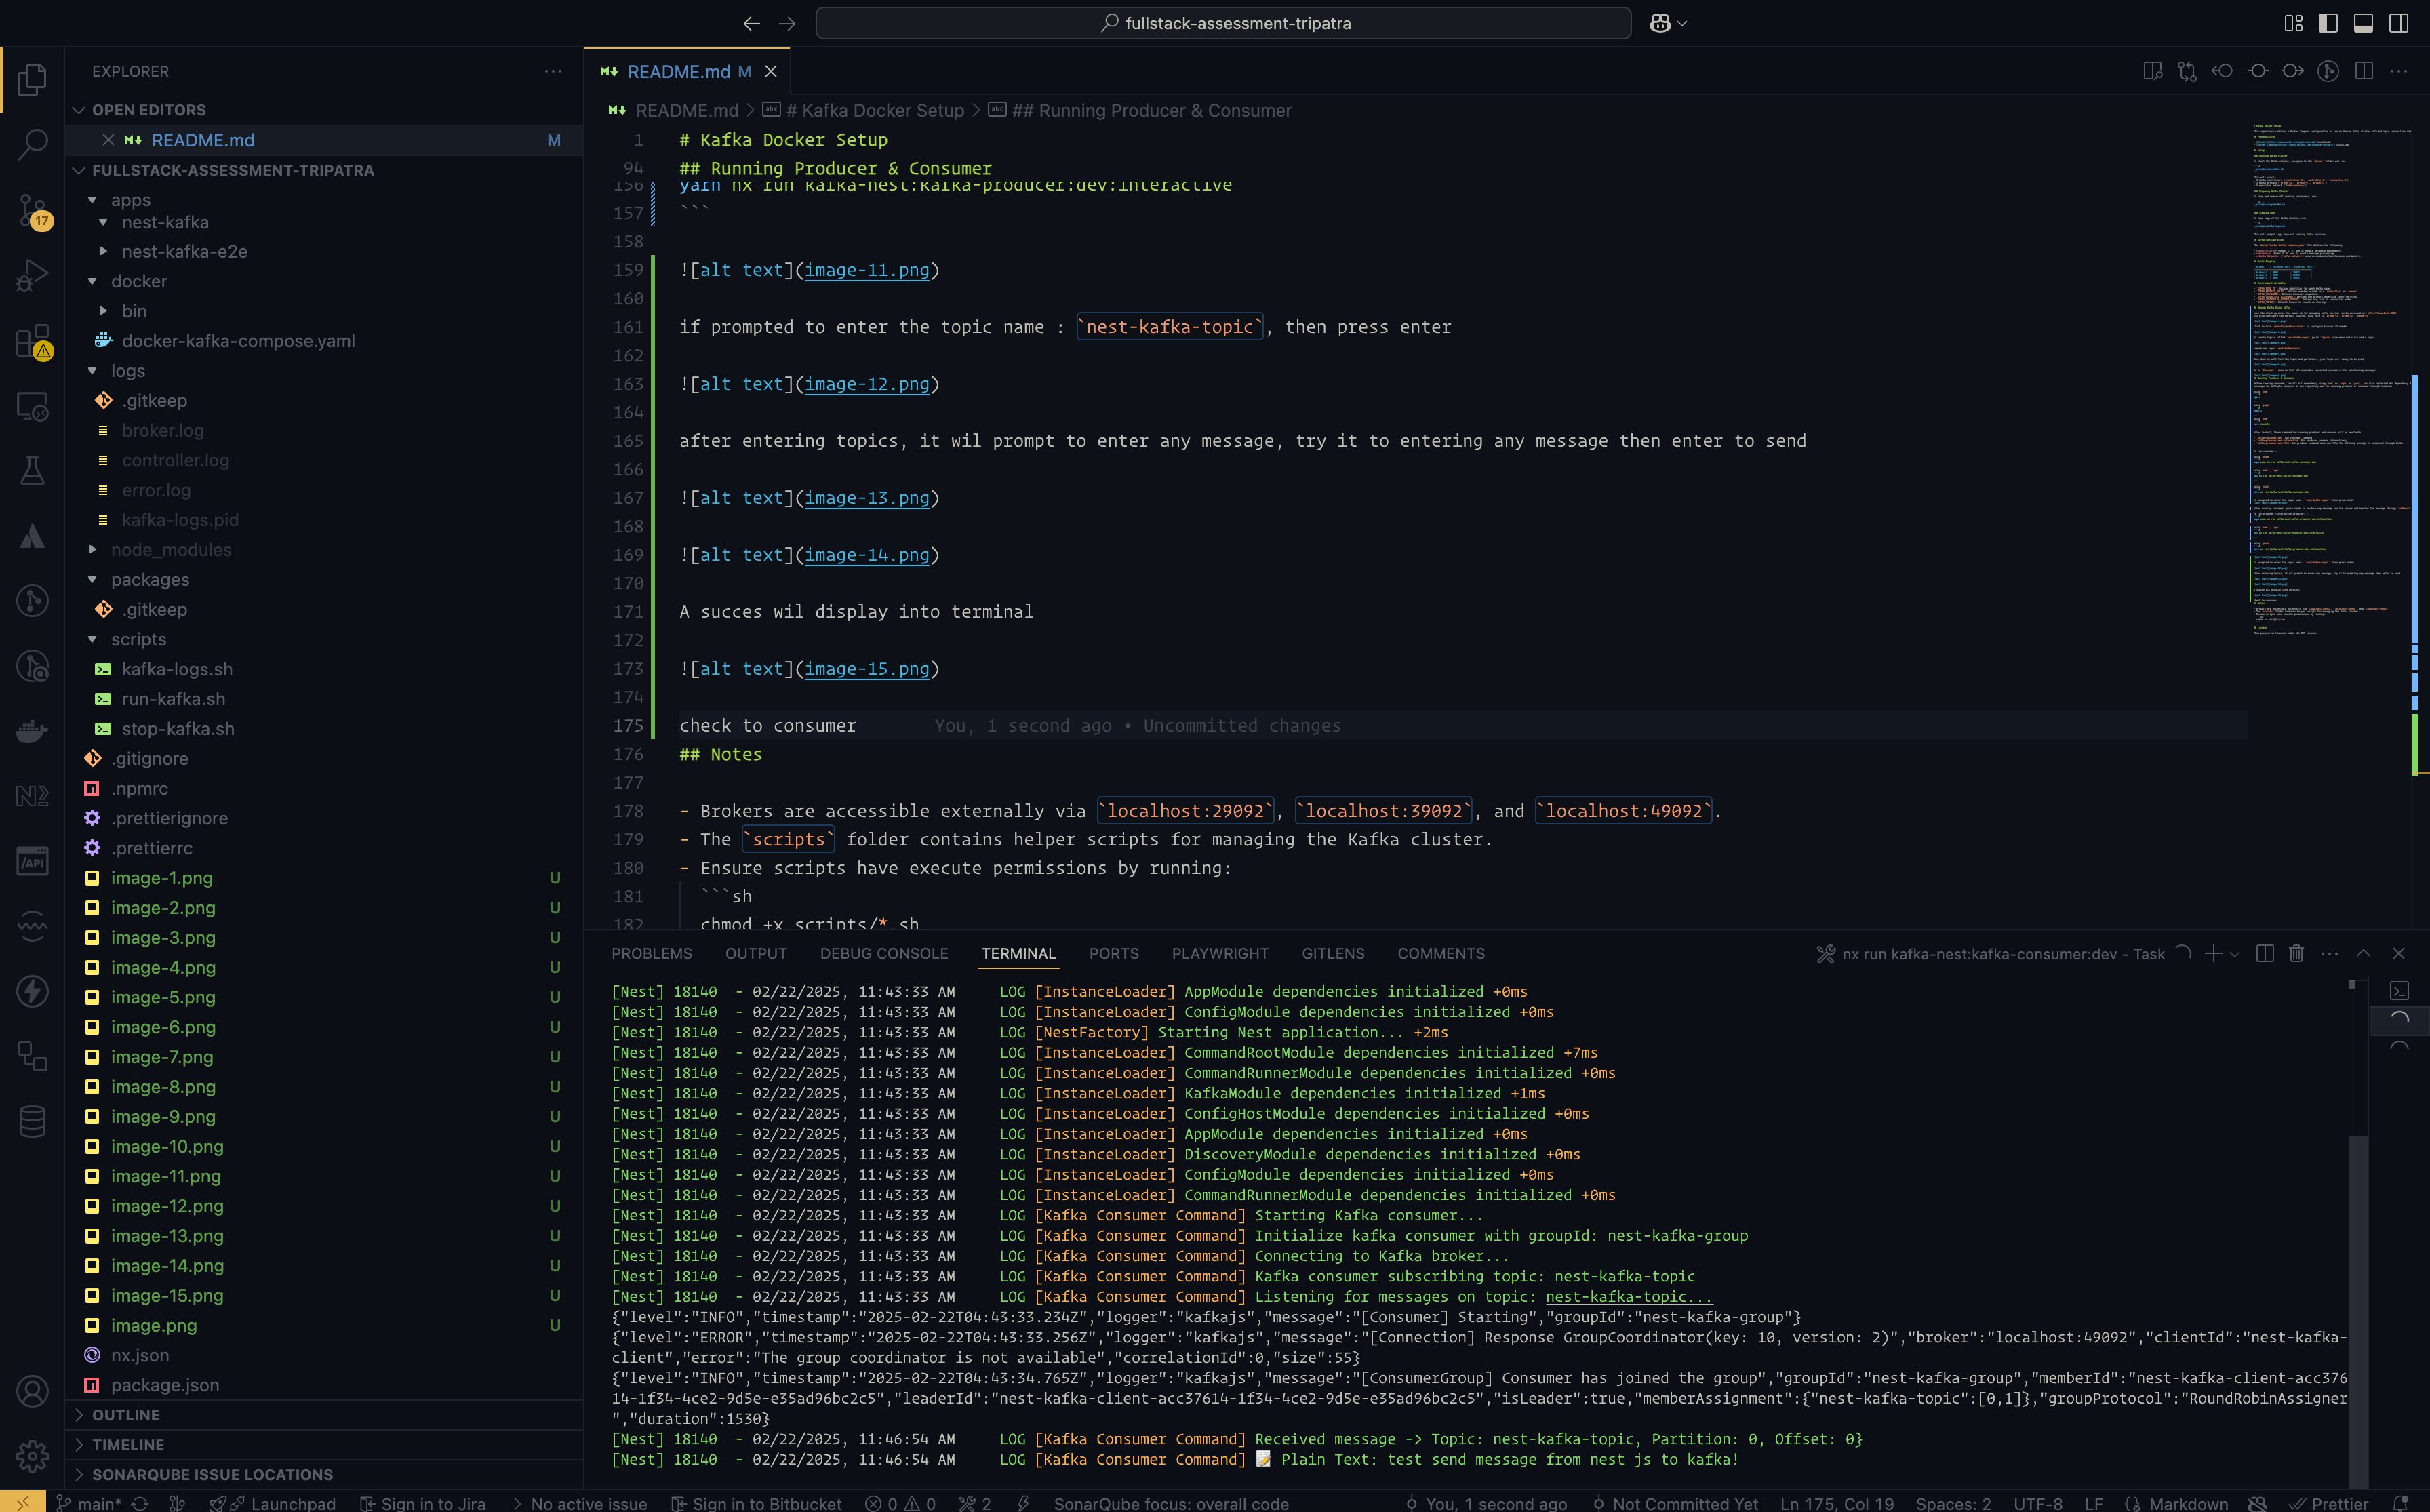 fullstack-assessment-tripatra
EXPLORER
OPEN EDITORS
README.md M
FULLSTACK-ASSESSMENT-TRIPATRA
apps
nest-kafka
nest-kafka-e2e
docker
bin
docker-kafka-compose.yaml
logs
.gitkeep
broker.log
controller.log
error.log
kafka-logs.pid
node_modules
packages
.gitkeep
scripts
kafka-logs.sh
run-kafka.sh
stop-kafka.sh
.gitignore
.npmrc
.prettierignore
.prettierrc
image-1.png U
image-2.png U
image-3.png U
image-4.png U
image-5.png U
image-6.png U
image-7.png U
image-8.png U
image-9.png U
image-10.png U
image-11.png U
image-12.png U
image-13.png U
image-14.png U
image-15.png U
image.png U
nx.json
package.json
OUTLINE
TIMELINE
SONARQUBE ISSUE LOCATIONS
17
/API
README.md M
README.md > # Kafka Docker Setup > ## Running Producer & Consumer
1 # Kafka Docker Setup
94 ## Running Producer & Consumer
156 yarn nx run kafka-nest:kafka-producer:dev:interactive
157 ```
158
159 ![alt text](image-11.png)
160
161 if prompted to enter the topic name : `nest-kafka-topic`, then press enter
162
163 ![alt text](image-12.png)
164
165 after entering topics, it wil prompt to enter any message, try it to entering any message then enter to send
166
167 ![alt text](image-13.png)
168
169 ![alt text](image-14.png)
170
171 A succes wil display into terminal
172
173 ![alt text](image-15.png)
174
175 check to consumer You, 1 second ago • Uncommitted changes
176 ## Notes
177
178 - Brokers are accessible externally via `localhost:29092`, `localhost:39092`, and `localhost:49092`.
179 - The `scripts` folder contains helper scripts for managing the Kafka cluster.
180 - Ensure scripts have execute permissions by running:
181 ```sh
182 chmod +x scripts/*.sh
PROBLEMS OUTPUT DEBUG CONSOLE TERMINAL PORTS PLAYWRIGHT GITLENS COMMENTS nx run kafka-nest:kafka-consumer:dev - Task
[Nest] 18140 - 02/22/2025, 11:43:33 AM LOG [InstanceLoader] AppModule dependencies initialized +0ms
[Nest] 18140 - 02/22/2025, 11:43:33 AM LOG [InstanceLoader] ConfigModule dependencies initialized +0ms
[Nest] 18140 - 02/22/2025, 11:43:33 AM LOG [NestFactory] Starting Nest application... +2ms
[Nest] 18140 - 02/22/2025, 11:43:33 AM LOG [InstanceLoader] CommandRootModule dependencies initialized +7ms
[Nest] 18140 - 02/22/2025, 11:43:33 AM LOG [InstanceLoader] CommandRunnerModule dependencies initialized +0ms
[Nest] 18140 - 02/22/2025, 11:43:33 AM LOG [InstanceLoader] KafkaModule dependencies initialized +1ms
[Nest] 18140 - 02/22/2025, 11:43:33 AM LOG [InstanceLoader] ConfigHostModule dependencies initialized +0ms
[Nest] 18140 - 02/22/2025, 11:43:33 AM LOG [InstanceLoader] AppModule dependencies initialized +0ms
[Nest] 18140 - 02/22/2025, 11:43:33 AM LOG [InstanceLoader] DiscoveryModule dependencies initialized +0ms
[Nest] 18140 - 02/22/2025, 11:43:33 AM LOG [InstanceLoader] ConfigModule dependencies initialized +0ms
[Nest] 18140 - 02/22/2025, 11:43:33 AM LOG [InstanceLoader] CommandRunnerModule dependencies initialized +0ms
[Nest] 18140 - 02/22/2025, 11:43:33 AM LOG [Kafka Consumer Command] Starting Kafka consumer...
[Nest] 18140 - 02/22/2025, 11:43:33 AM LOG [Kafka Consumer Command] Initialize kafka consumer with groupId: nest-kafka-group
[Nest] 18140 - 02/22/2025, 11:43:33 AM LOG [Kafka Consumer Command] Connecting to Kafka broker...
[Nest] 18140 - 02/22/2025, 11:43:33 AM LOG [Kafka Consumer Command] Kafka consumer subscribing topic: nest-kafka-topic
[Nest] 18140 - 02/22/2025, 11:43:33 AM LOG [Kafka Consumer Command] Listening for messages on topic: nest-kafka-topic...
{"level":"INFO","timestamp":"2025-02-22T04:43:33.234Z","logger":"kafkajs","message":"[Consumer] Starting","groupId":"nest-kafka-group"}
{"level":"ERROR","timestamp":"2025-02-22T04:43:33.256Z","logger":"kafkajs","message":"[Connection] Response GroupCoordinator(key: 10, version: 2)","broker":"localhost:49092","clientId":"nest-kafka-
client","error":"The group coordinator is not available","correlationId":0,"size":55}
{"level":"INFO","timestamp":"2025-02-22T04:43:34.765Z","logger":"kafkajs","message":"[ConsumerGroup] Consumer has joined the group","groupId":"nest-kafka-group","memberId":"nest-kafka-client-acc376
14-1f34-4ce2-9d5e-e35ad96bc2c5","leaderId":"nest-kafka-client-acc37614-1f34-4ce2-9d5e-e35ad96bc2c5","isLeader":true,"memberAssignment":{"nest-kafka-topic":[0,1]},"groupProtocol":"RoundRobinAssigner
","duration":1530}
[Nest] 18140 - 02/22/2025, 11:46:54 AM LOG [Kafka Consumer Command] Received message -> Topic: nest-kafka-topic, Partition: 0, Offset: 0}
[Nest] 18140 - 02/22/2025, 11:46:54 AM LOG [Kafka Consumer Command] 📝 Plain Text: test send message from nest js to kafka!
main* Launchpad Sign in to Jira No active issue Sign in to Bitbucket 0 0 2 SonarQube focus: overall code You, 1 second ago Not Committed Yet Ln 175, Col 19 Spaces: 2 UTF-8 LF Markdown Prettier